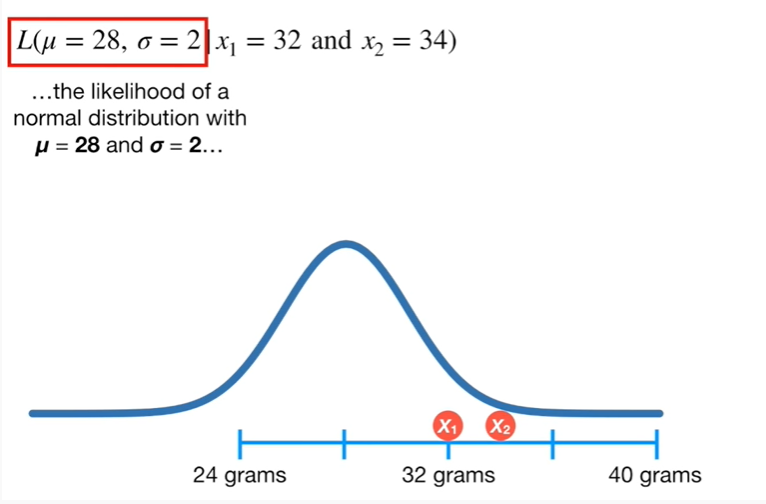 L(μ = 28, σ = 2 | x₁ = 32 and x₂ = 34)
…the likelihood of a
normal distribution with
μ = 28 and σ = 2…
X₁ X₂
24 grams 32 grams 40 grams